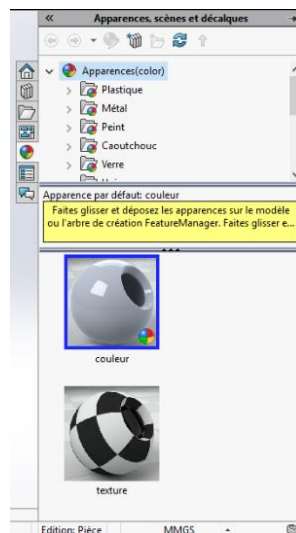 « Apparences, scènes et décalques
Apparences(color)
Plastique
Métal
Peint
Caoutchouc
Verre
Apparence par défaut: couleur
Faites glisser et déposez les apparences sur le modèle
ou l'arbre de création FeatureManager. Faites glisser e...
couleur
texture
Edition: Pièce MMGS